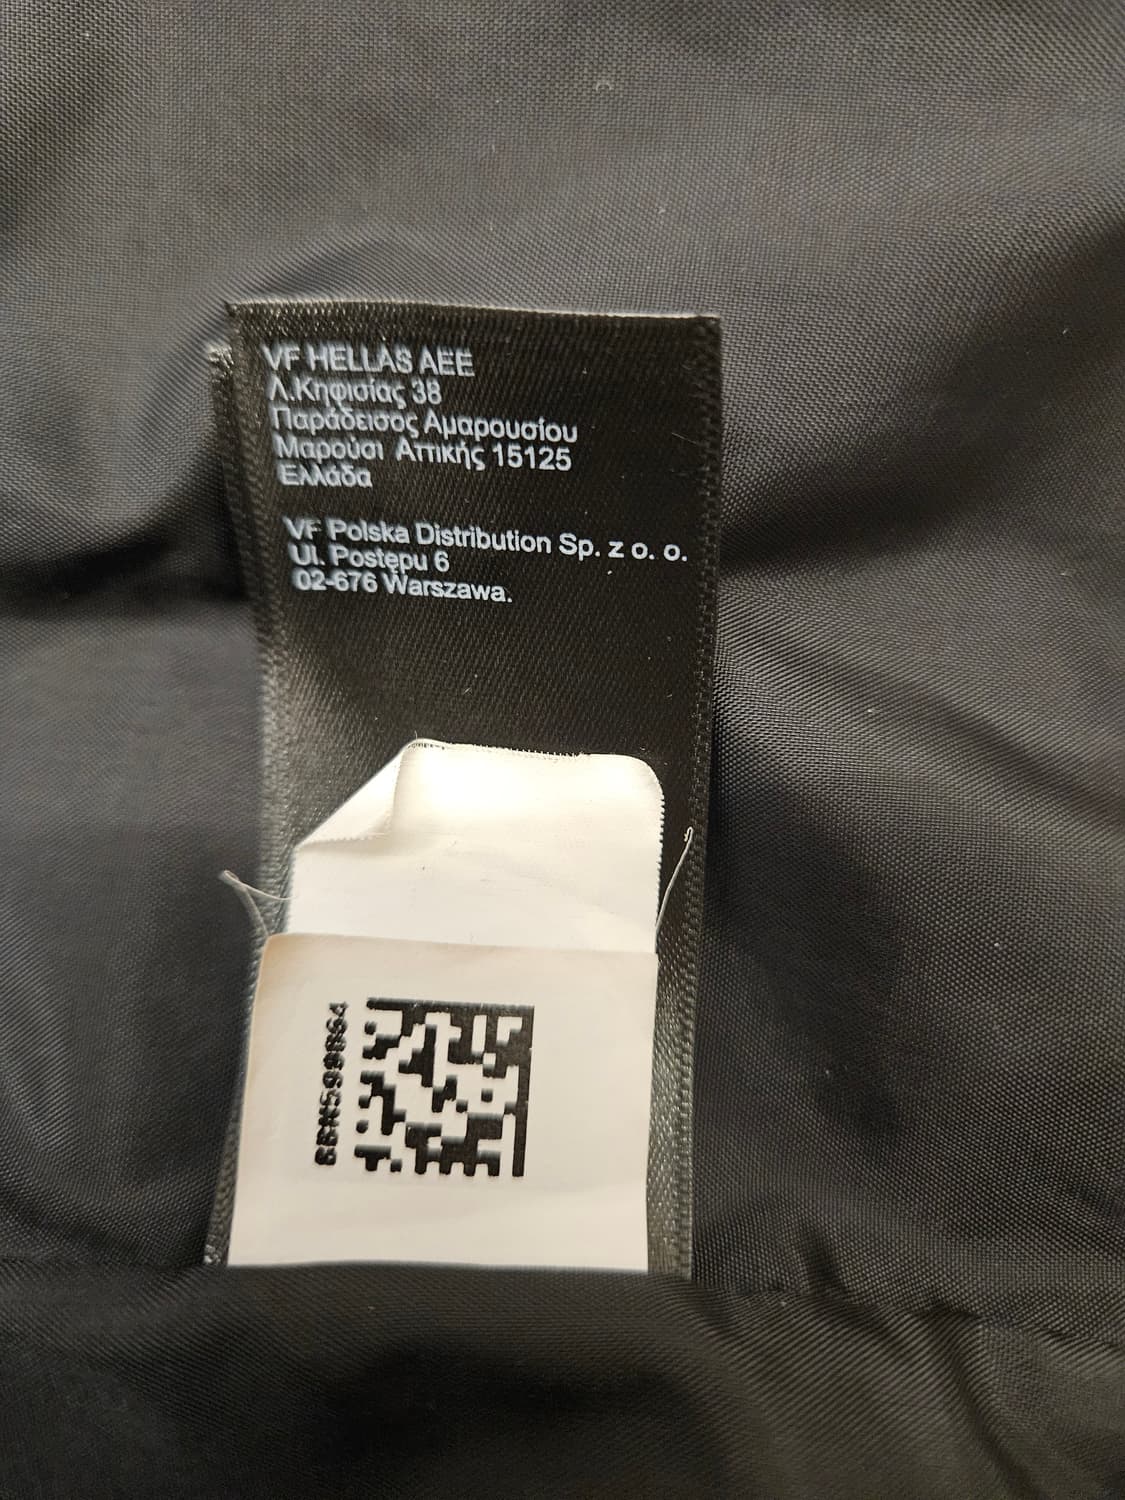 VF HELLAS AEE
Λ.Κηφισίας 38
Παράδεισος Αμαρουσίου
Μαρούσι Αττικής 15125
Ελλάδα
VF Polska Distribution Sp. z o. o.
Ul. Postępu 6
02-676 Warszawa.